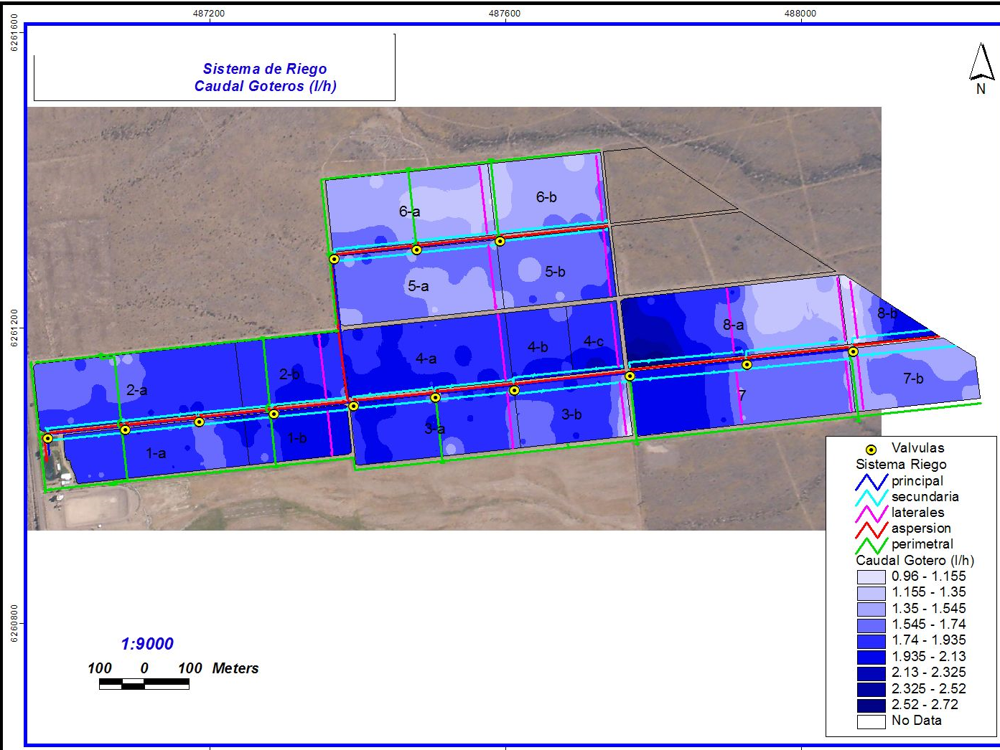 487200
487600
488000
6261600
Sistema de Riego
Caudal Goteros (l/h)
N
6-b
6-a
5-b
5-a
8-b
8-a
4-c
4-b
4-a
2-b
7-b
2-a
7
3-b
3-a
1-b
1-a
6261200
6260800
Valvulas
Sistema Riego
principal
secundaria
laterales
aspersion
perimetral
Caudal Gotero (l/h)
0.96 - 1.155
1.155 - 1.35
1.35 - 1.545
1.545 - 1.74
1.74 - 1.935
1.935 - 2.13
2.13 - 2.325
2.325 - 2.52
2.52 - 2.72
No Data
1:9000
100 0 100 Meters